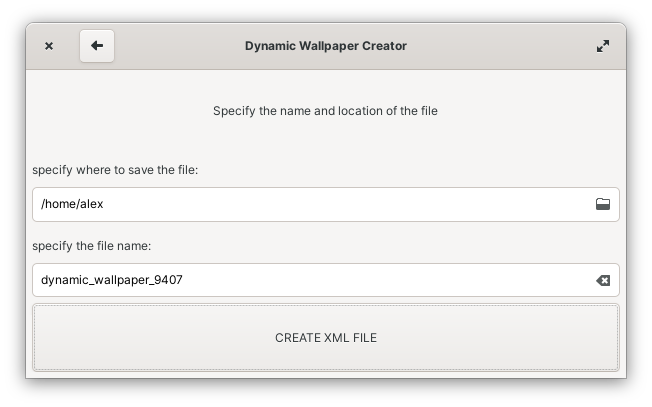 Dynamic Wallpaper Creator
Specify the name and location of the file
specify where to save the file:
/home/alex
specify the file name:
dynamic_wallpaper_9407
CREATE XML FILE